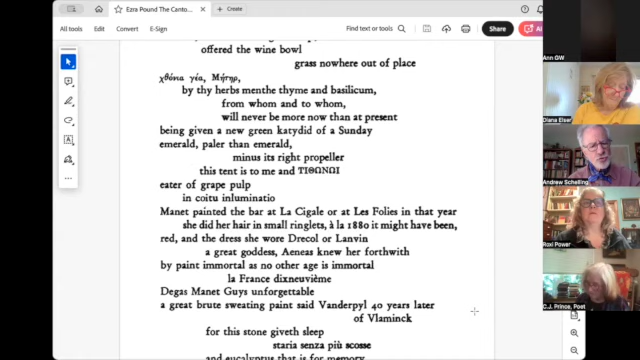 Ezra Pound The Canto...
+ Create
All tools
Edit
Convert
E-Sign
Find text or tools
Share
AI
offered the wine bowl
grass nowhere out of place
χθόνια γέα, Μήτηρ,
by thy herbs menthe thyme and basilicum,
from whom and to whom,
will never be more now than at present
being given a new green katydid of a Sunday
emerald, paler than emerald,
minus its right propeller
this tent is to me and ΤΙΘΩΝΩΙ
eater of grape pulp
in coitu inluminatio
Manet painted the bar at La Cigale or at Les Folies in that year
she did her hair in small ringlets, à la 1880 it might have been,
red, and the dress she wore Drecol or Lanvin
a great goddess, Aeneas knew her forthwith
by paint immortal as no other age is immortal
la France dixneuvième
Degas Manet Guys unforgettable
a great brute sweating paint said Vanderpyl 40 years later
of Vlaminck
for this stone giveth sleep
staria senza più scosse
and eucalyptus that is for memory
Ann GW
Diana Elser
Andrew Schelling
Roxi Power
C.J. Prince, Post